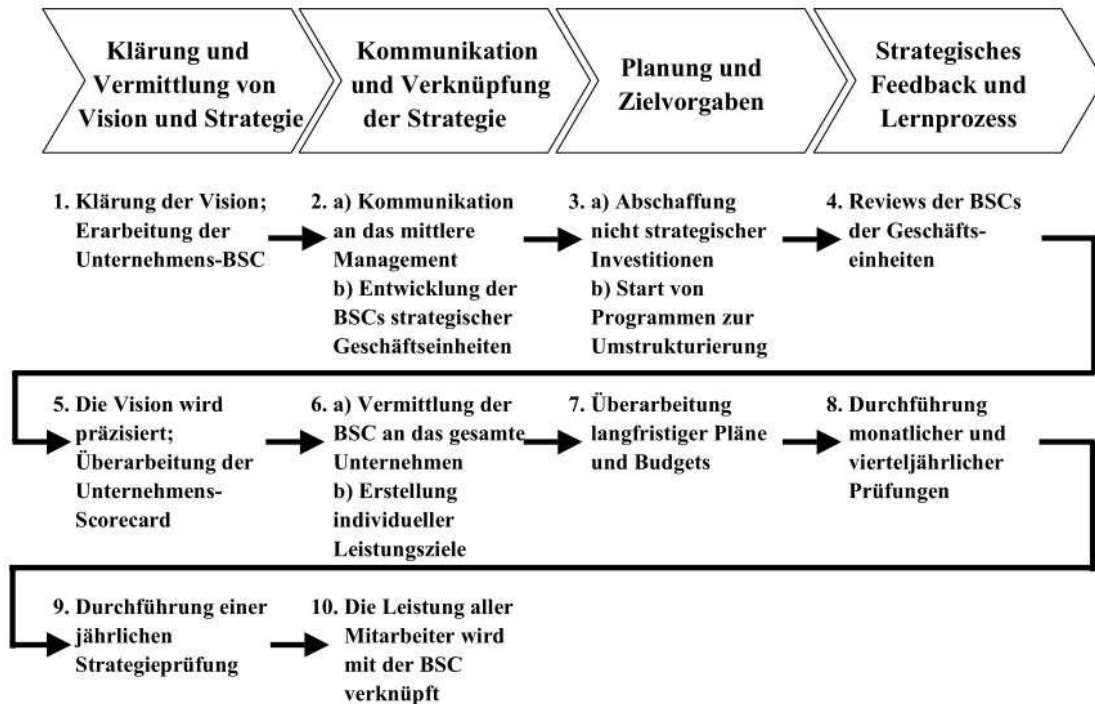 Klärung und
Vermittlung von
Vision und Strategie
Kommunikation
und Verknüpfung
der Strategie
Planung und
Zielvorgaben
Strategisches
Feedback und
Lernprozess
1. Klärung der Vision;
Erarbeitung der
Unternehmens-BSC
2. a) Kommunikation
an das mittlere
Management
b) Entwicklung der
BSCs strategischer
Geschäftseinheiten
3. a) Abschaffung
nicht strategischer
Investitionen
b) Start von
Programmen zur
Umstrukturierung
4. Reviews der BSCs
der Geschäfts-
einheiten
5. Die Vision wird
präzisiert;
Überarbeitung der
Unternehmens-
Scorecard
6. a) Vermittlung der
BSC an das gesamte
Unternehmen
b) Erstellung
individueller
Leistungsziele
7. Überarbeitung
langfristiger Pläne
und Budgets
8. Durchführung
monatlicher und
vierteljährlicher
Prüfungen
9. Durchführung einer
jährlichen
Strategieprüfung
10. Die Leistung aller
Mitarbeiter wird
mit der BSC
verknüpft